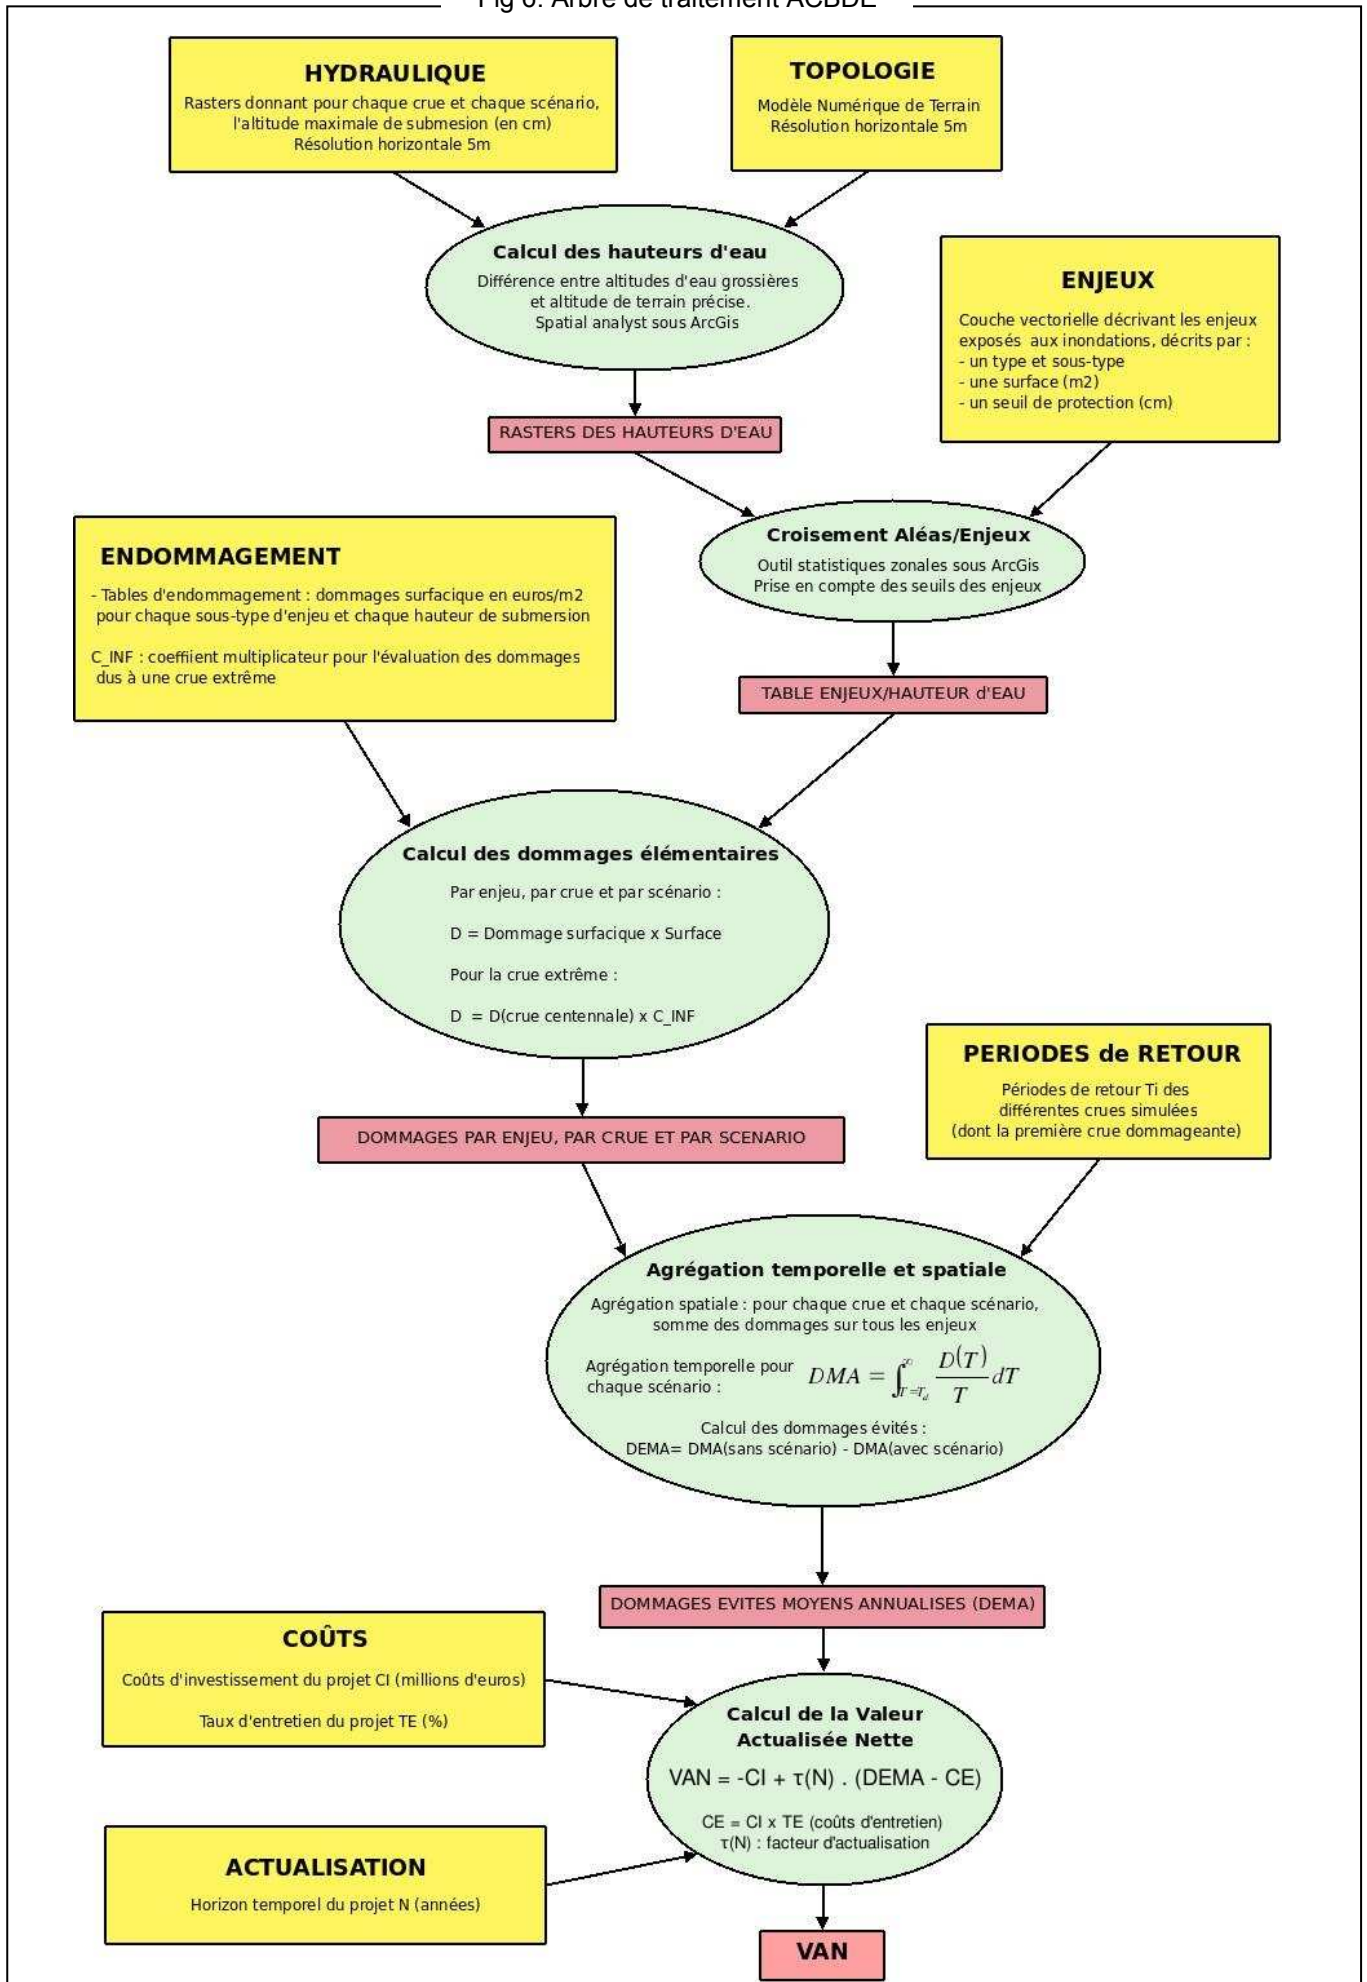 Fig 6: Arbre de traitement ACBDE
HYDRAULIQUE
Rasters donnant pour chaque crue et chaque scénario,
l'altitude maximale de submesion (en cm)
Résolution horizontale 5m
TOPOLOGIE
Modèle Numérique de Terrain
Résolution horizontale 5m
Calcul des hauteurs d'eau
Différence entre altitudes d'eau grossières
et altitude de terrain précise.
Spatial analyst sous ArcGis
ENJEUX
Couche vectorielle décrivant les enjeux
exposés aux inondations, décrits par :
- un type et sous-type
- une surface (m2)
- un seuil de protection (cm)
RASTERS DES HAUTEURS D'EAU
Croisement Aléas/Enjeux
Outil statistiques zonales sous ArcGis
Prise en compte des seuils des enjeux
ENDOMMAGEMENT
- Tables d'endommagement : dommages surfacique en euros/m2
pour chaque sous-type d'enjeu et chaque hauteur de submersion
C_INF : coeffiient multiplicateur pour l'évaluation des dommages
dus à une crue extrême
TABLE ENJEUX/HAUTEUR d'EAU
Calcul des dommages élémentaires
Par enjeu, par crue et par scénario :
D = Dommage surfacique x Surface
Pour la crue extrême :
D = D(crue centennale) x C_INF
PERIODES de RETOUR
Périodes de retour Ti des
différentes crues simulées
(dont la première crue dommageante)
DOMMAGES PAR ENJEU, PAR CRUE ET PAR SCENARIO
Agrégation temporelle et spatiale
Agrégation spatiale : pour chaque crue et chaque scénario,
somme des dommages sur tous les enjeux
Agrégation temporelle pour
chaque scénario :
DMA = ∫_{T=T_d}^{∞} D(T)/T dT
Calcul des dommages évités :
DEMA= DMA(sans scénario) - DMA(avec scénario)
DOMMAGES EVITES MOYENS ANNUALISES (DEMA)
COÛTS
Coûts d'investissement du projet CI (millions d'euros)
Taux d'entretien du projet TE (%)
Calcul de la Valeur
Actualisée Nette
VAN = -CI + τ(N) . (DEMA - CE)
CE = CI x TE (coûts d'entretien)
τ(N) : facteur d'actualisation
ACTUALISATION
Horizon temporel du projet N (années)
VAN